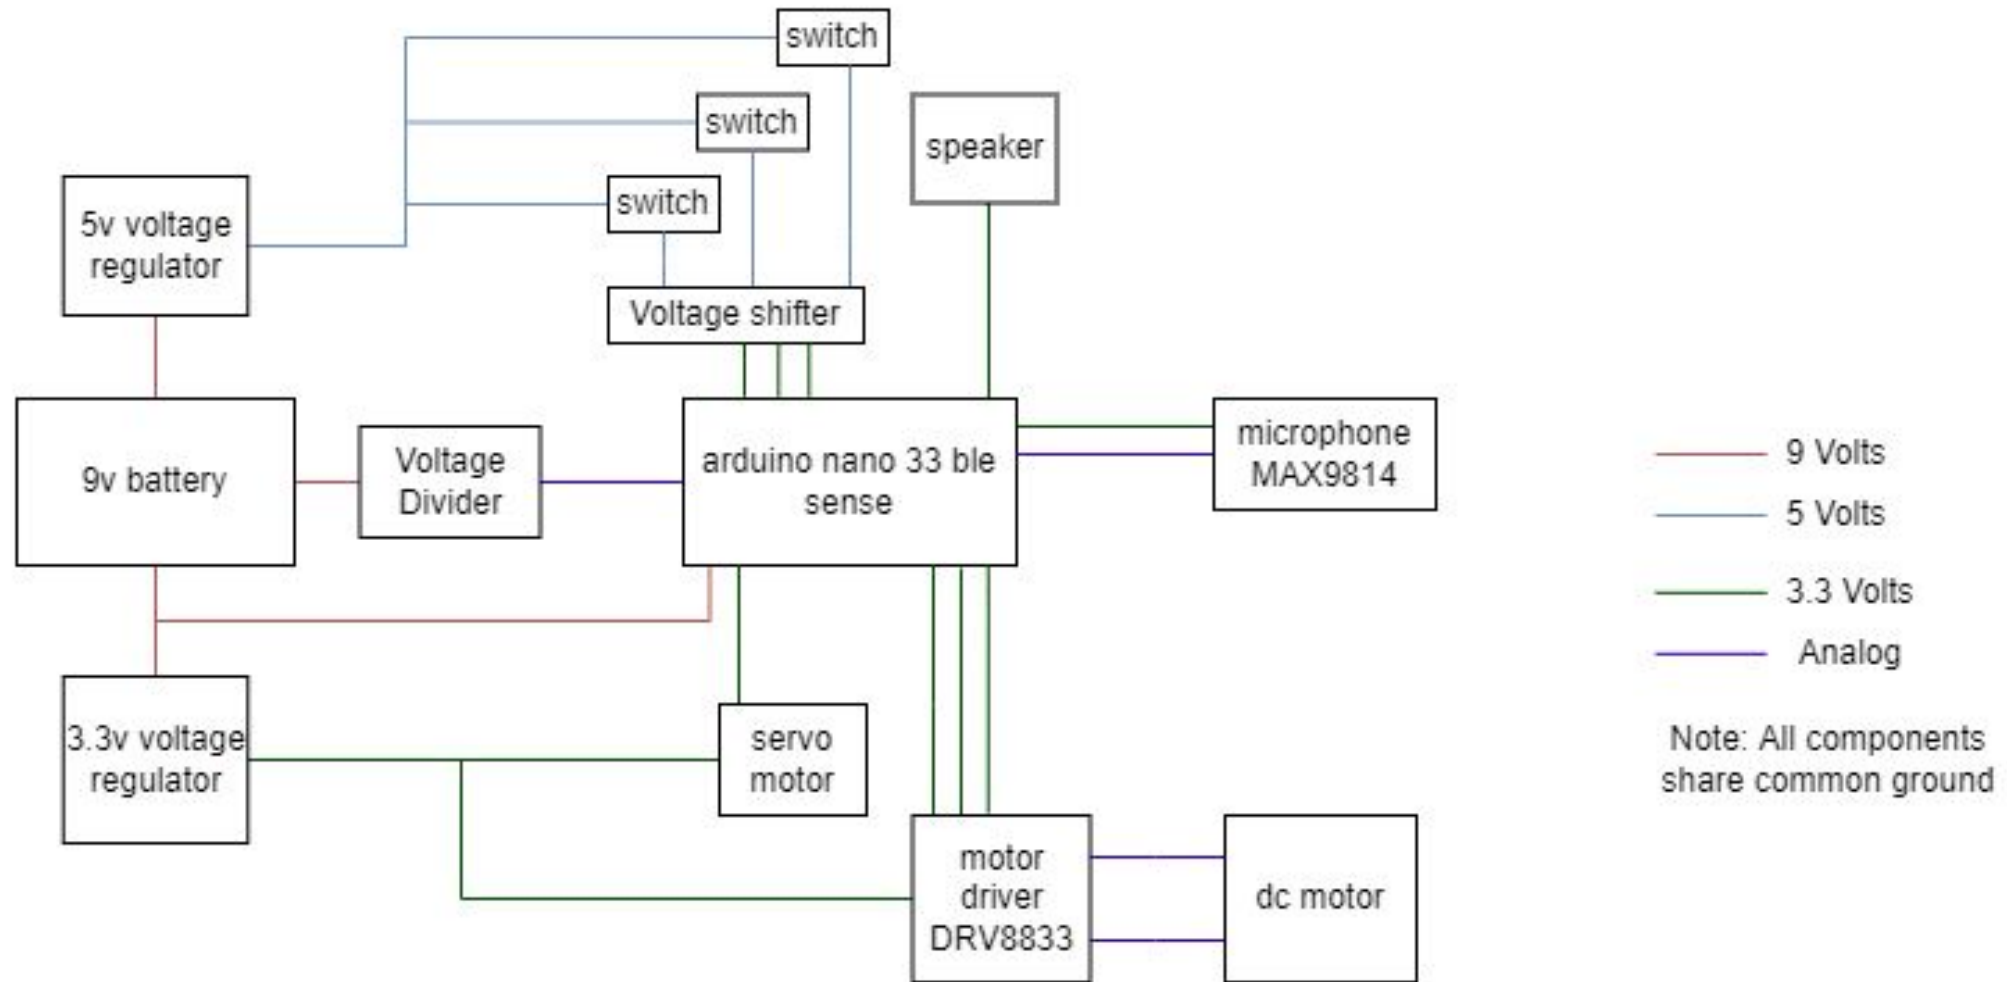 switch
switch
speaker
switch
5v voltage
regulator
Voltage shifter
9v battery
Voltage
Divider
arduino nano 33 ble
sense
microphone
MAX9814
9 Volts
5 Volts
3.3 Volts
Analog
3.3v voltage
regulator
servo
motor
Note: All components
share common ground
motor
driver
DRV8833
dc motor